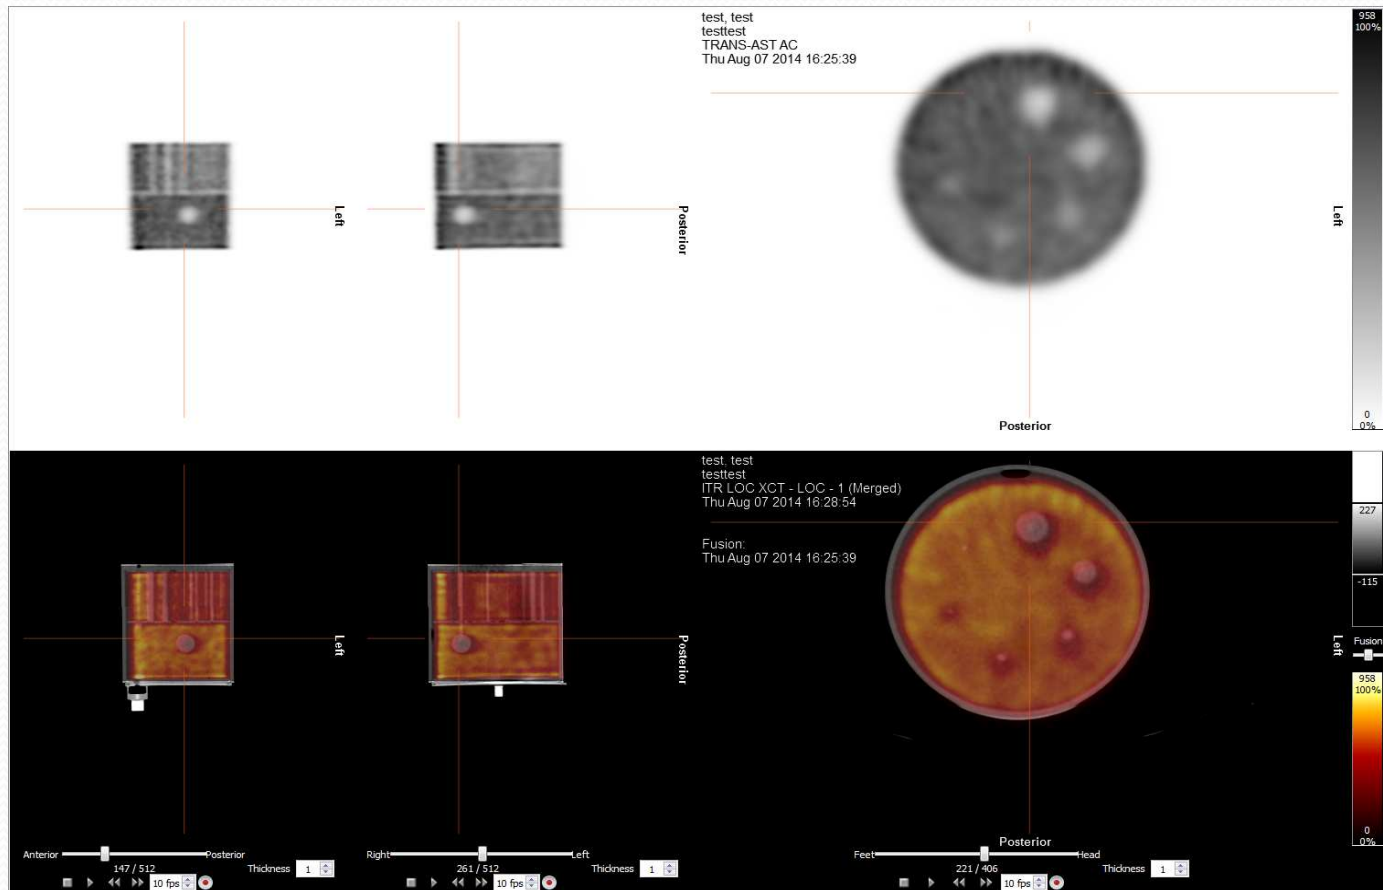 test, test
testtest
TRANS-AST AC
Thu Aug 07 2014 16:25:39
958
100%
Left
Posterior
Left
Posterior
0
0%
test, test
testtest
ITR LOC XCT - LOC - 1 (Merged)
Thu Aug 07 2014 16:28:54
Fusion:
Thu Aug 07 2014 16:25:39
227
-115
Left
Posterior
Left
Fusion
958
100%
0
0%
Posterior
Anterior Posterior
147 / 512 Thickness 1
10 fps
Right Left
261 / 512 Thickness 1
10 fps
Feet Head
221 / 406 Thickness 1
10 fps